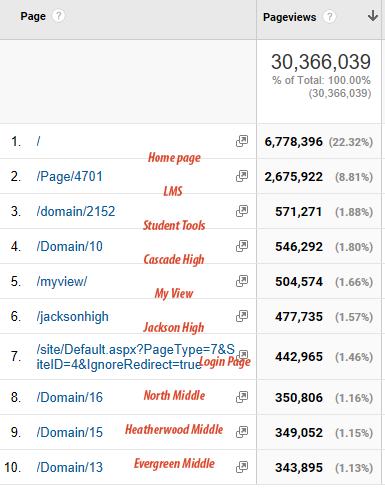 Page ? Pageviews ?
30,366,039
% of Total: 100.00%
(30,366,039)
1. / 6,778,396 (22.32%)
Home page
2. /Page/4701 2,675,922 (8.81%)
LMS
3. /domain/2152 571,271 (1.88%)
Student Tools
4. /Domain/10 546,292 (1.80%)
Cascade High
5. /myview/ 504,574 (1.66%)
My View
6. /jacksonhigh 477,735 (1.57%)
Jackson High
7. /site/Default.aspx?PageType=7&S
iteID=4&IgnoreRedirect=true 442,965 (1.46%)
Login Page
8. /Domain/16 North Middle 350,806 (1.16%)
9. /Domain/15 Heatherwood Middle 349,052 (1.15%)
10. /Domain/13 Evergreen Middle 343,895 (1.13%)